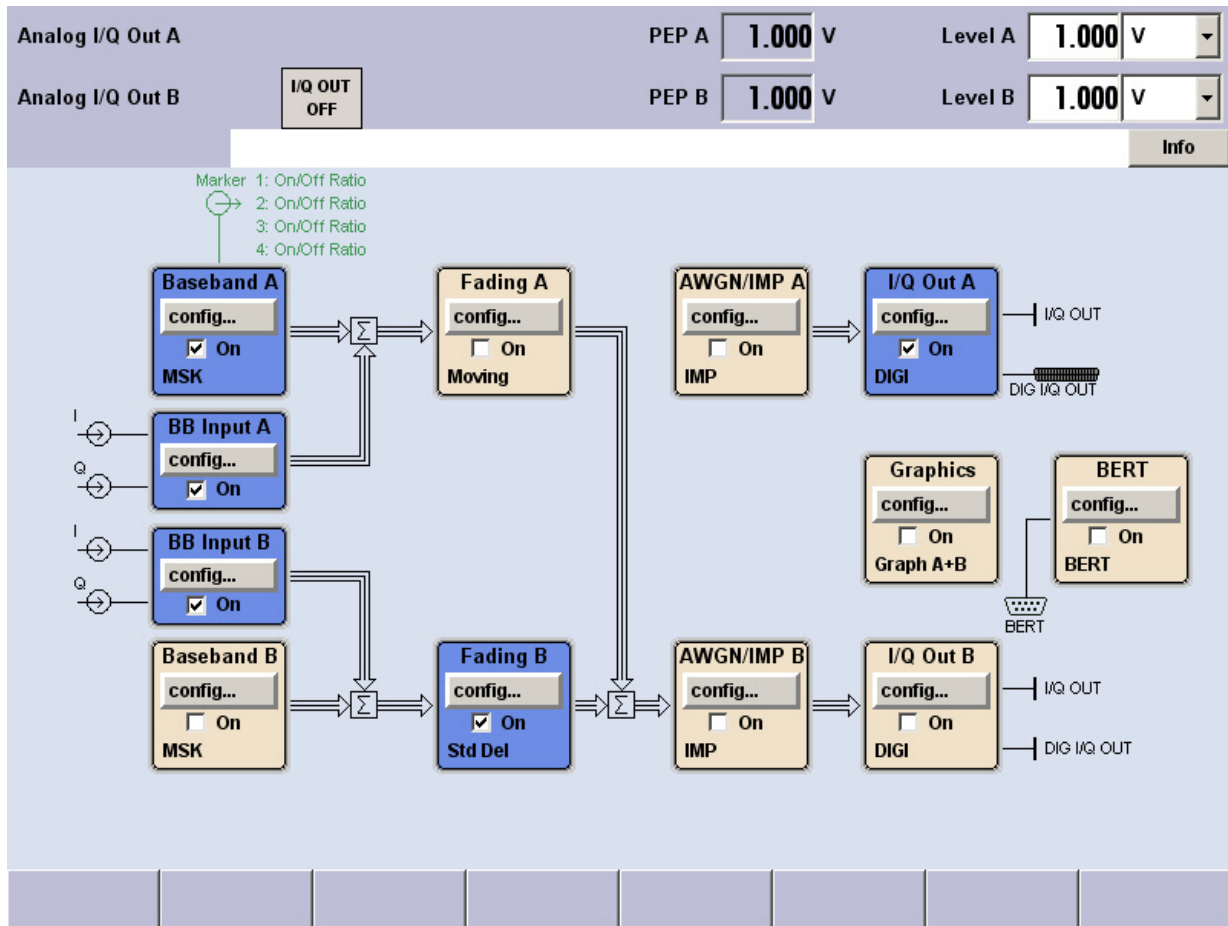 Analog I/Q Out A PEP A 1.000 V Level A 1.000 V
Analog I/Q Out B I/Q OUT OFF PEP B 1.000 V Level B 1.000 V
Info
Marker 1: On/Off Ratio
2: On/Off Ratio
3: On/Off Ratio
4: On/Off Ratio
Baseband A
config...
On
MSK
Σ
Fading A
config...
On
Moving
AWGN/IMP A
config...
On
IMP
I/Q Out A
config...
On
DIGI
I/Q OUT
DIG I/Q OUT
I
Q
BB Input A
config...
On
I
Q
BB Input B
config...
On
Graphics
config...
On
Graph A+B
BERT
config...
On
BERT
BERT
Baseband B
config...
On
MSK
Σ
Fading B
config...
On
Std Del
Σ
AWGN/IMP B
config...
On
IMP
I/Q Out B
config...
On
DIGI
I/Q OUT
DIG I/Q OUT